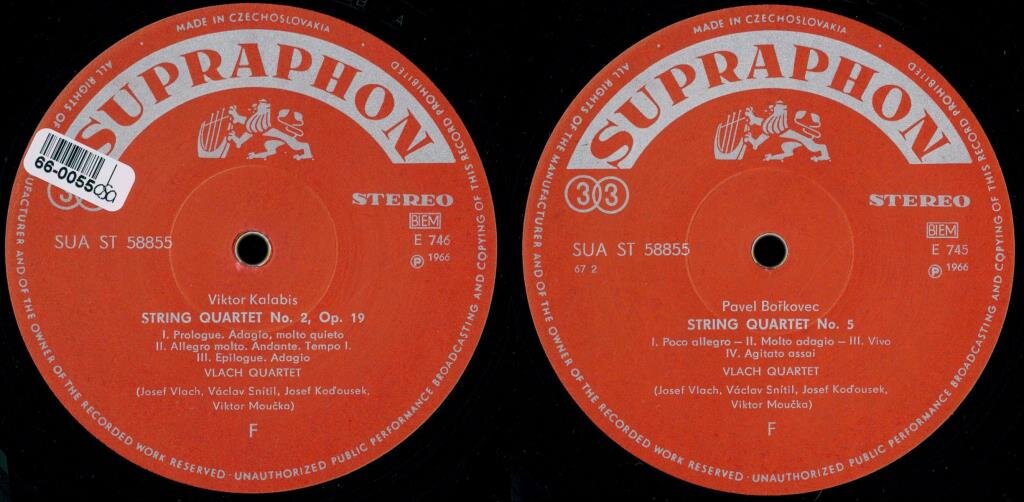 MADE IN CZECHOSLOVAKIA
ALL RIGHTS OF
UFACTURER AND OF THE OWNER OF THE RECORDED WORK RESERVED · UNAUTHORIZED PUBLIC PERFORMANCE BROADCASTING AND COPYING OF THIS RECORD PROHIBITED
SUPRAPHON
66-0055
STEREO
BIEM
SUA ST 58855
E 746
Ⓟ 1966
Viktor Kalabis
STRING QUARTET No. 2, Op. 19
I. Prologue. Adagio, molto quieto
II. Allegro molto. Andante. Tempo I.
III. Epilogue. Adagio
VLACH QUARTET
(Josef Vlach, Václav Snítil, Josef Koďousek,
Viktor Moučka)
F
MADE IN CZECHOSLOVAKIA
ALL RIGHTS OF THE MANUFACTURER AND OF THE OWNER OF THE RECORDED WORK RESERVED · UNAUTHORIZED PUBLIC PERFORMANCE BROADCASTING AND COPYING OF THIS RECORD PROHIBITED
SUPRAPHON
33
STEREO
BIEM
SUA ST 58855
E 745
67 2
Ⓟ 1966
Pavel Bořkovec
STRING QUARTET No. 5
I. Poco allegro — II. Molto adagio — III. Vivo
IV. Agitato assai
VLACH QUARTET
(Josef Vlach, Václav Snítil, Josef Koďousek,
Viktor Moučka)
F